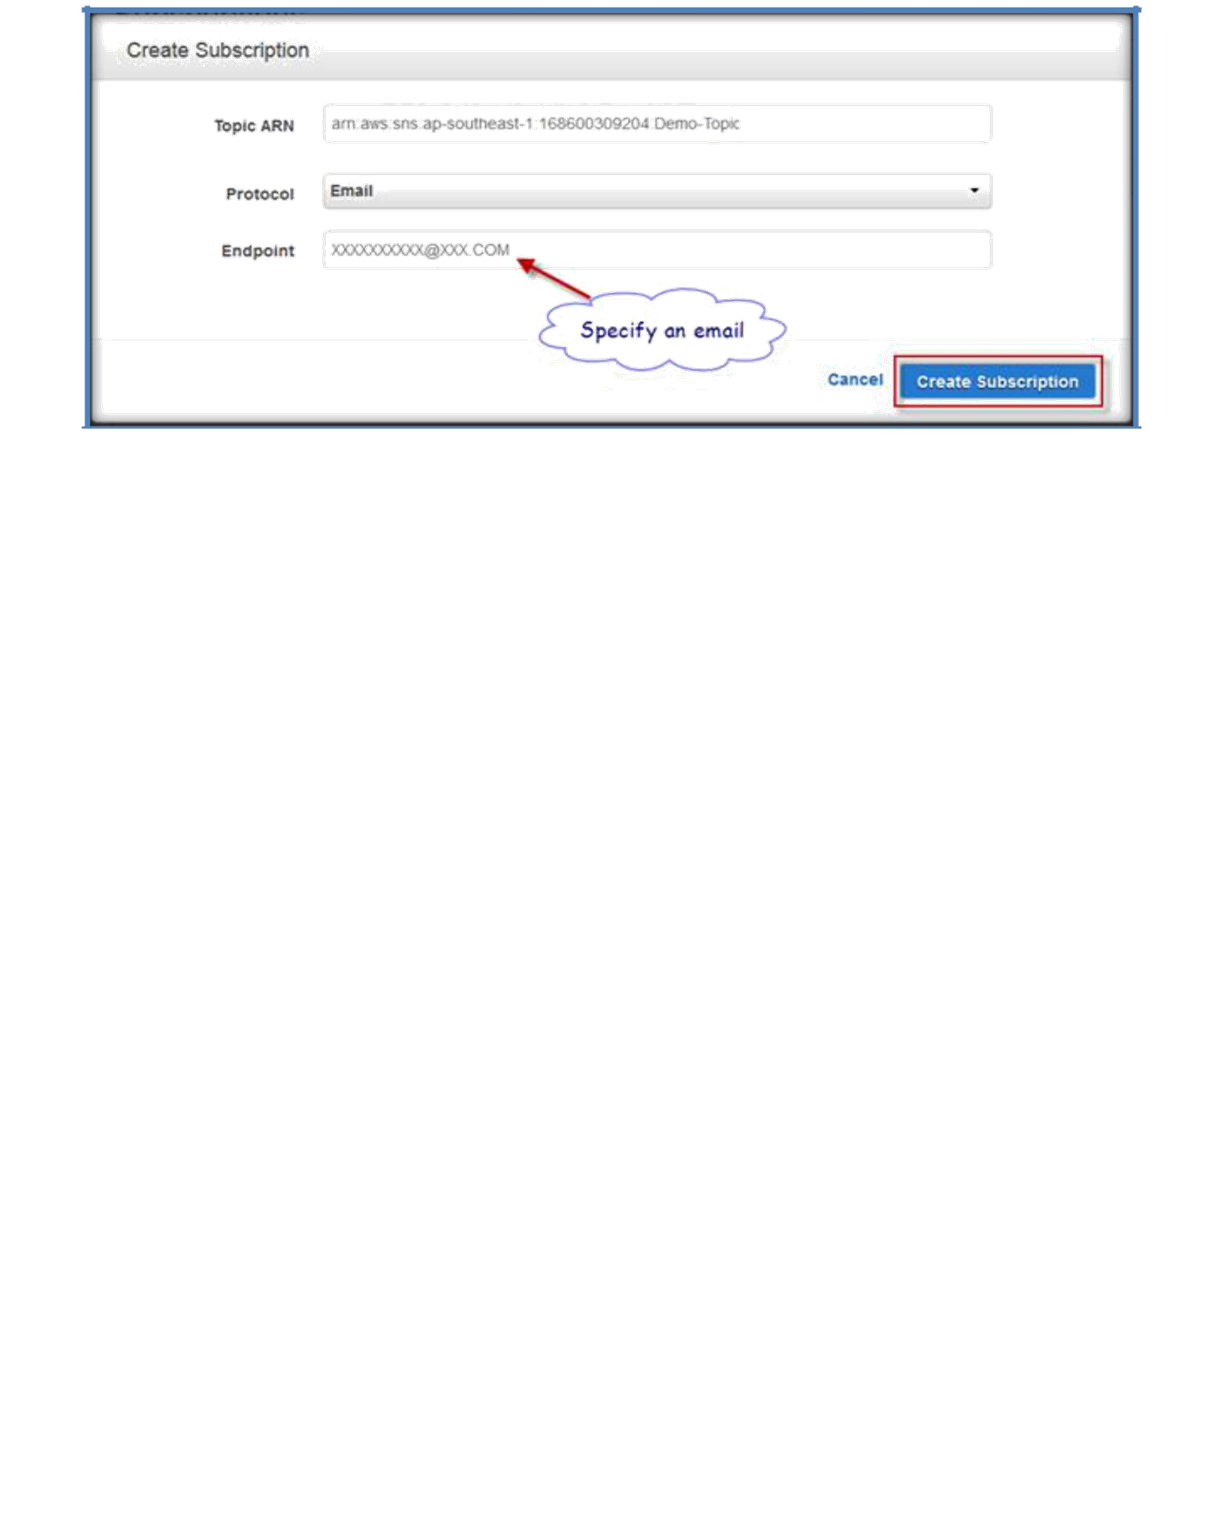 Create Subscription
Topic ARN arn:aws:sns:ap-southeast-1:168600309204:Demo-Topic
Protocol Email
Endpoint XXXXXXXXXX@XXX.COM
Specify an email
Cancel Create Subscription